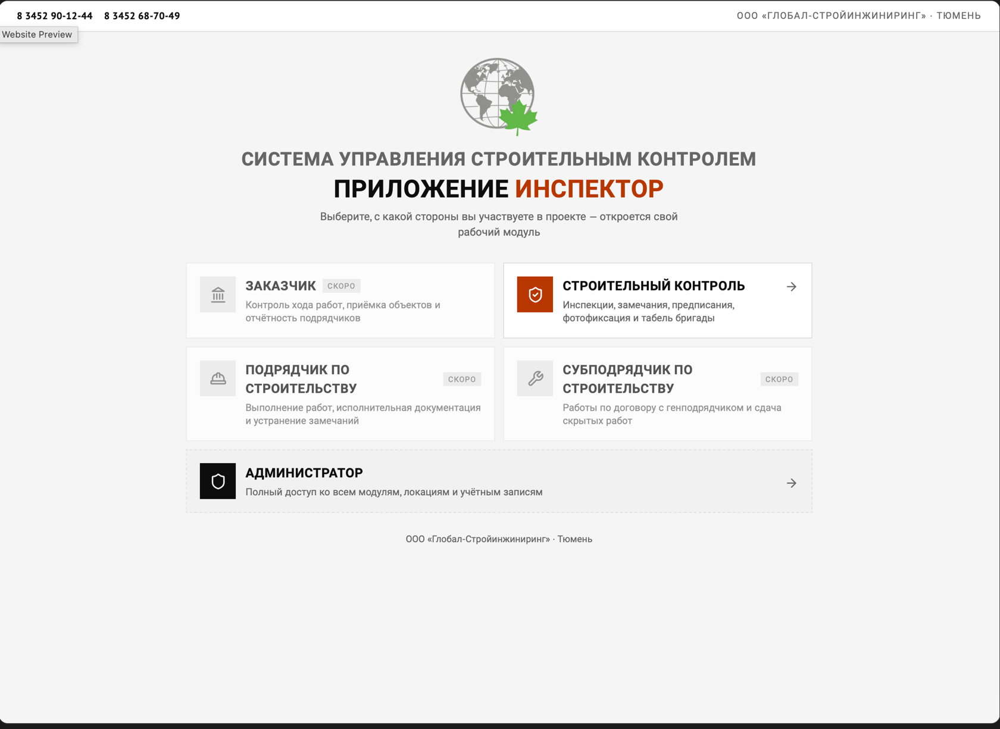 8 3452 90-12-44 8 3452 68-70-49
ООО «ГЛОБАЛ-СТРОЙИНЖИНИРИНГ» · ТЮМЕНЬ
Website Preview
СИСТЕМА УПРАВЛЕНИЯ СТРОИТЕЛЬНЫМ КОНТРОЛЕМ
ПРИЛОЖЕНИЕ ИНСПЕКТОР
Выберите, с какой стороны вы участвуете в проекте — откроется свой
рабочий модуль
ЗАКАЗЧИК СКОРО
Контроль хода работ, приёмка объектов и
отчётность подрядчиков
СТРОИТЕЛЬНЫЙ КОНТРОЛЬ
Инспекции, замечания, предписания,
фотофиксация и табель бригады
ПОДРЯДЧИК ПО
СТРОИТЕЛЬСТВУ
СКОРО
Выполнение работ, исполнительная документация
и устранение замечаний
СУБПОДРЯДЧИК ПО
СТРОИТЕЛЬСТВУ
СКОРО
Работы по договору с генподрядчиком и сдача
скрытых работ
АДМИНИСТРАТОР
Полный доступ ко всем модулям, локациям и учётным записям
ООО «Глобал-Стройинжиниринг» · Тюмень